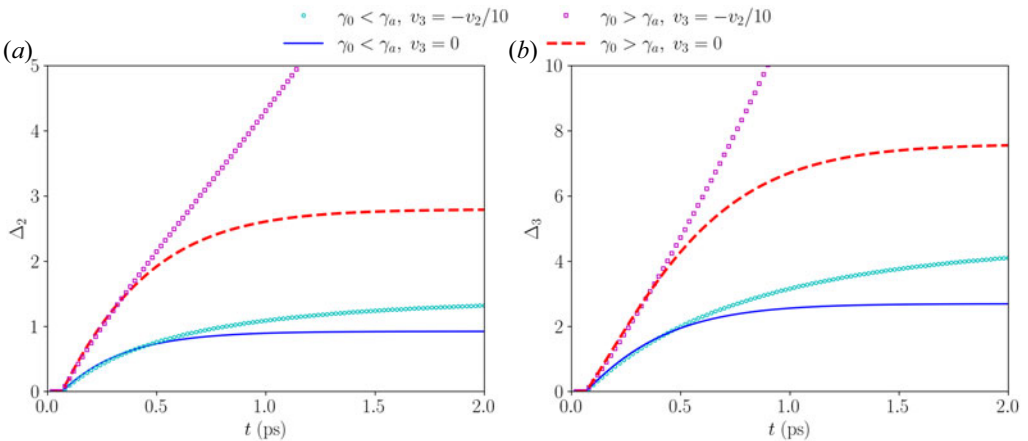 γ₀ < γₐ, v₃ = −v₂/10
γ₀ > γₐ, v₃ = −v₂/10
γ₀ < γₐ, v₃ = 0
γ₀ > γₐ, v₃ = 0
(a)
5
4
3
2
1
0
Δ₂
0.0 0.5 1.0 1.5 2.0
t (ps)
(b)
10
8
6
4
2
0
Δ₃
0.0 0.5 1.0 1.5 2.0
t (ps)